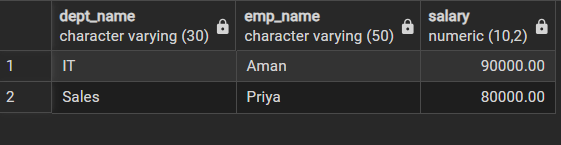 dept_name emp_name salary
character varying (30) character varying (50) numeric (10,2)
1 IT Aman 90000.00
2 Sales Priya 80000.00